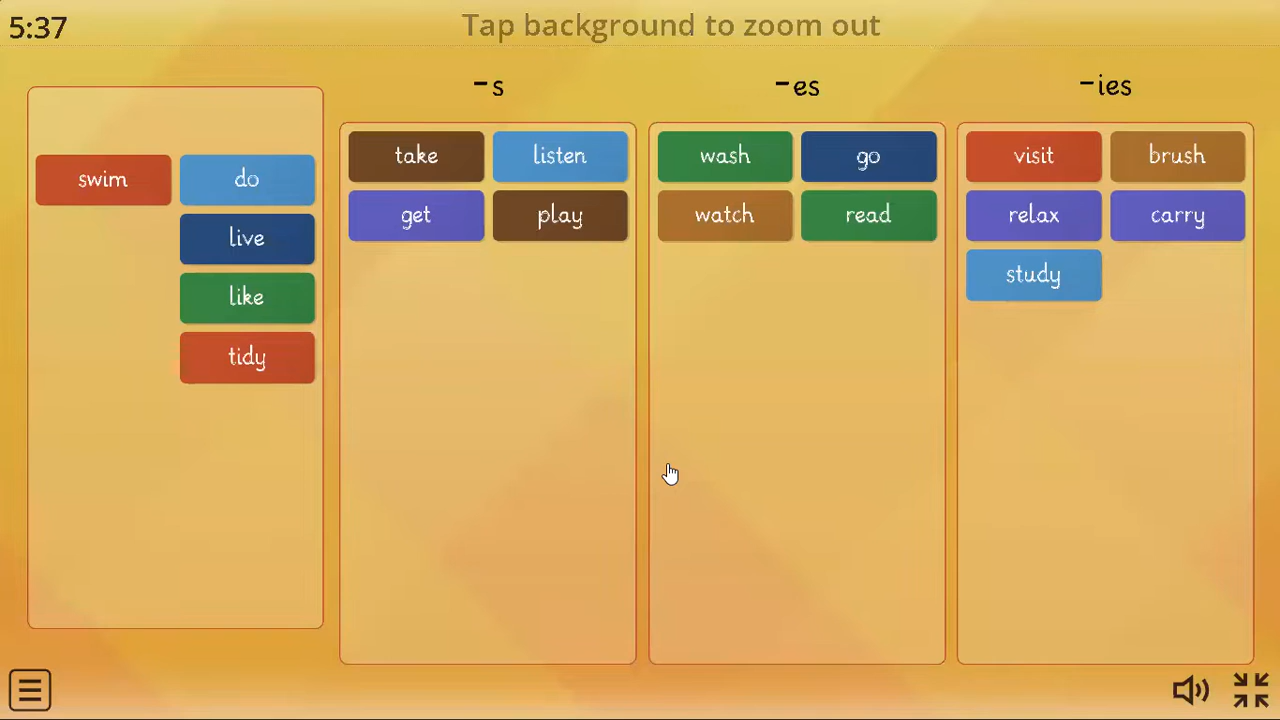 5:37
Tap background to zoom out
swim do
live
like
tidy
-s
take listen
get play
-es
wash go
watch read
-ies
visit brush
relax carry
study